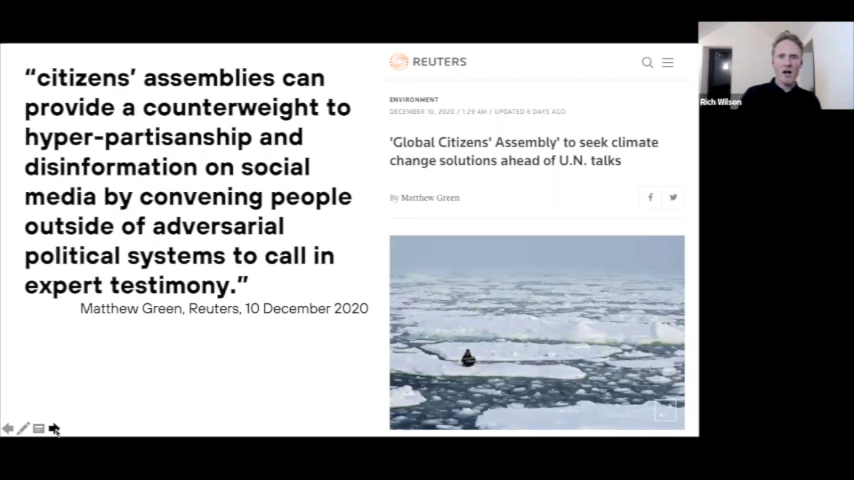 “citizens’ assemblies can
provide a counterweight to
hyper-partisanship and
disinformation on social
media by convening people
outside of adversarial
political systems to call in
expert testimony.”
Matthew Green, Reuters, 10 December 2020
REUTERS
ENVIRONMENT
DECEMBER 10, 2020 / 1:29 AM / UPDATED 6 DAYS AGO
'Global Citizens' Assembly' to seek climate
change solutions ahead of U.N. talks
By Matthew Green
Rich Wilson